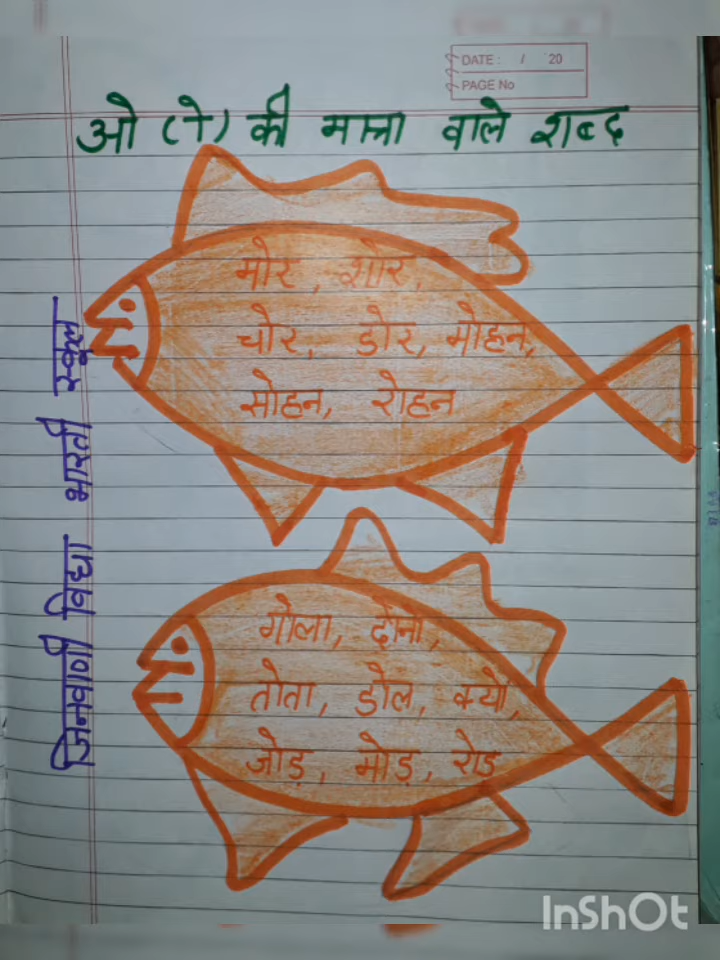 DATE: / 20
PAGE No
ओ (ो) की मात्रा वाले शब्द
मोर, शोर,
चोर, डोर, मोहन,
सोहन, रोहन
जिनवाणी विद्या भारती स्कूल
गोला, दोनो,
तोता, डोल, क्यो,
जोड़, मोड़, रोड
InShOt